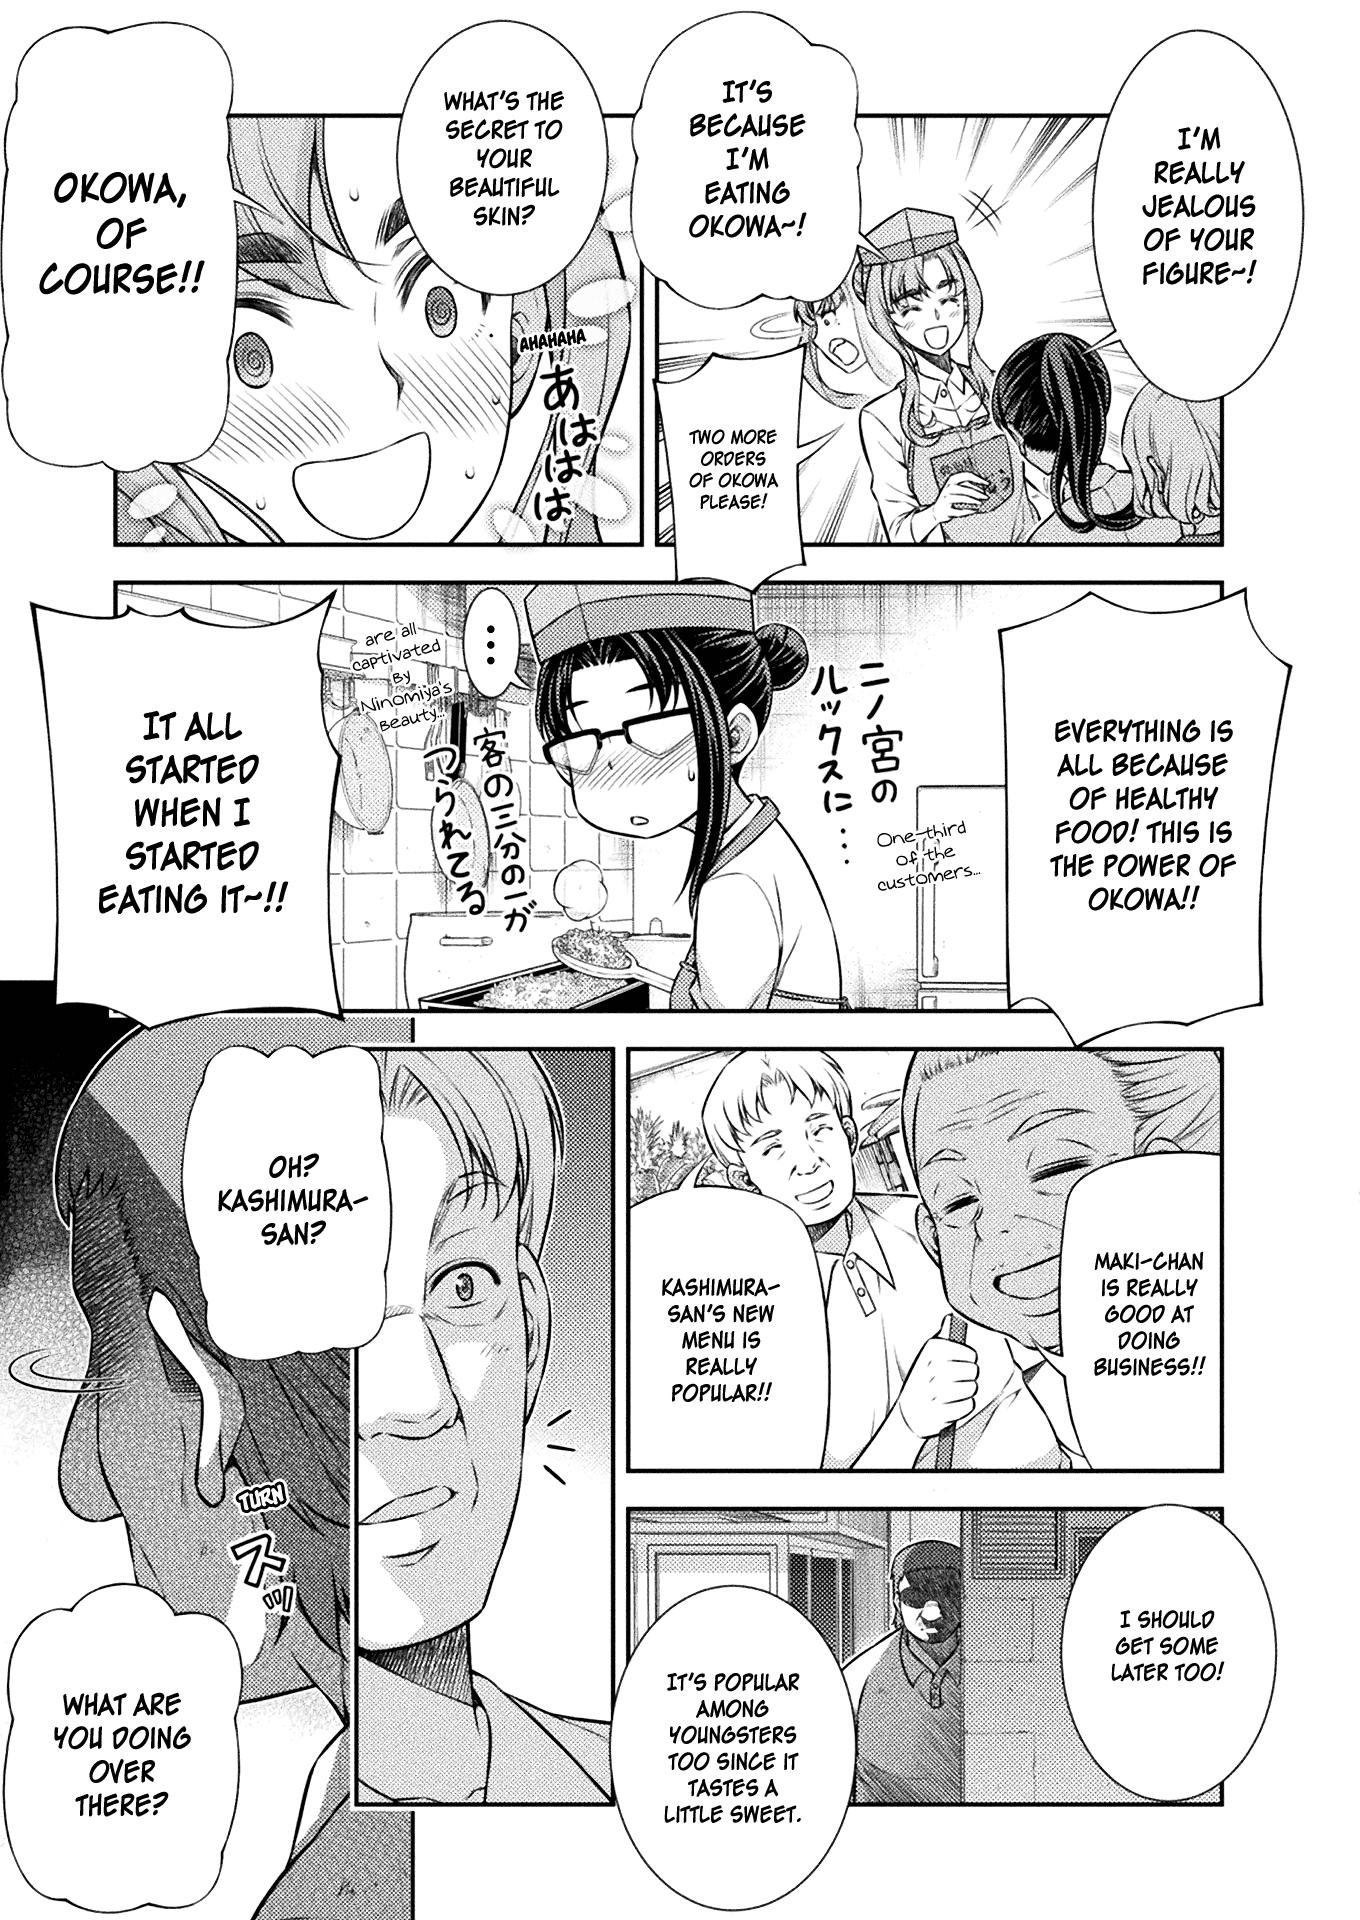 I'M
REALLY
JEALOUS
OF YOUR
FIGURE~!
IT'S
BECAUSE
I'M
EATING
OKOWA~!
TWO MORE
ORDERS
OF OKOWA
PLEASE!
WHAT'S THE
SECRET TO
YOUR
BEAUTIFUL
SKIN?
AHAHAHA
あははは
OKOWA,
OF
COURSE!!
EVERYTHING IS
ALL BECAUSE
OF HEALTHY
FOOD! THIS IS
THE POWER OF
OKOWA!!
二ノ宮の
ルックスに...
One-third
of the
customers...
...
客の三分の一が
つられてる
are all
captivated
By
Ninomiya's
Beauty...
IT ALL
STARTED
WHEN I
STARTED
EATING IT~!!
MAKI-CHAN
IS REALLY
GOOD AT
DOING
BUSINESS!!
KASHIMURA-
SAN'S NEW
MENU IS
REALLY
POPULAR!!
I SHOULD
GET SOME
LATER TOO!
IT'S POPULAR
AMONG
YOUNGSTERS
TOO SINCE IT
TASTES A
LITTLE SWEET.
OH?
KASHIMURA-
SAN?
TURN
ズッ
WHAT ARE
YOU DOING
OVER
THERE?